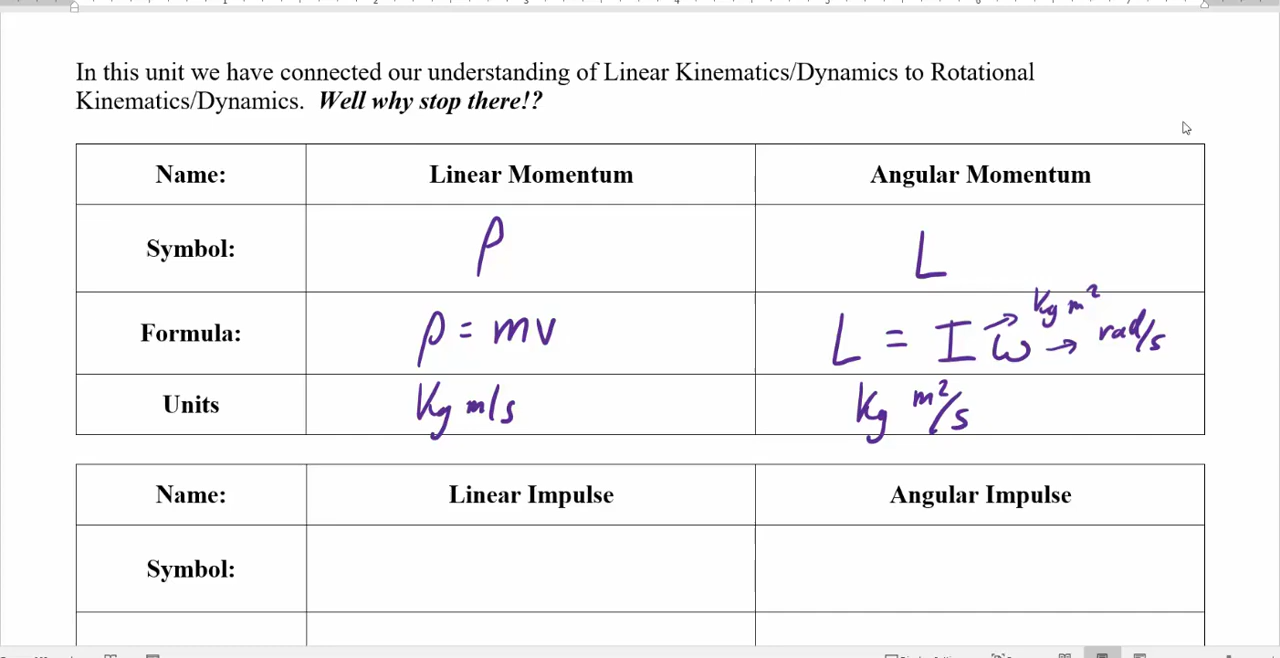 In this unit we have connected our understanding of Linear Kinematics/Dynamics to Rotational
Kinematics/Dynamics. Well why stop there!?
Name: Linear Momentum Angular Momentum
Symbol: p L
Formula: p = mv L = I ω → kg m² → rad/s
Units kg m/s kg m²/s
Name: Linear Impulse Angular Impulse
Symbol: